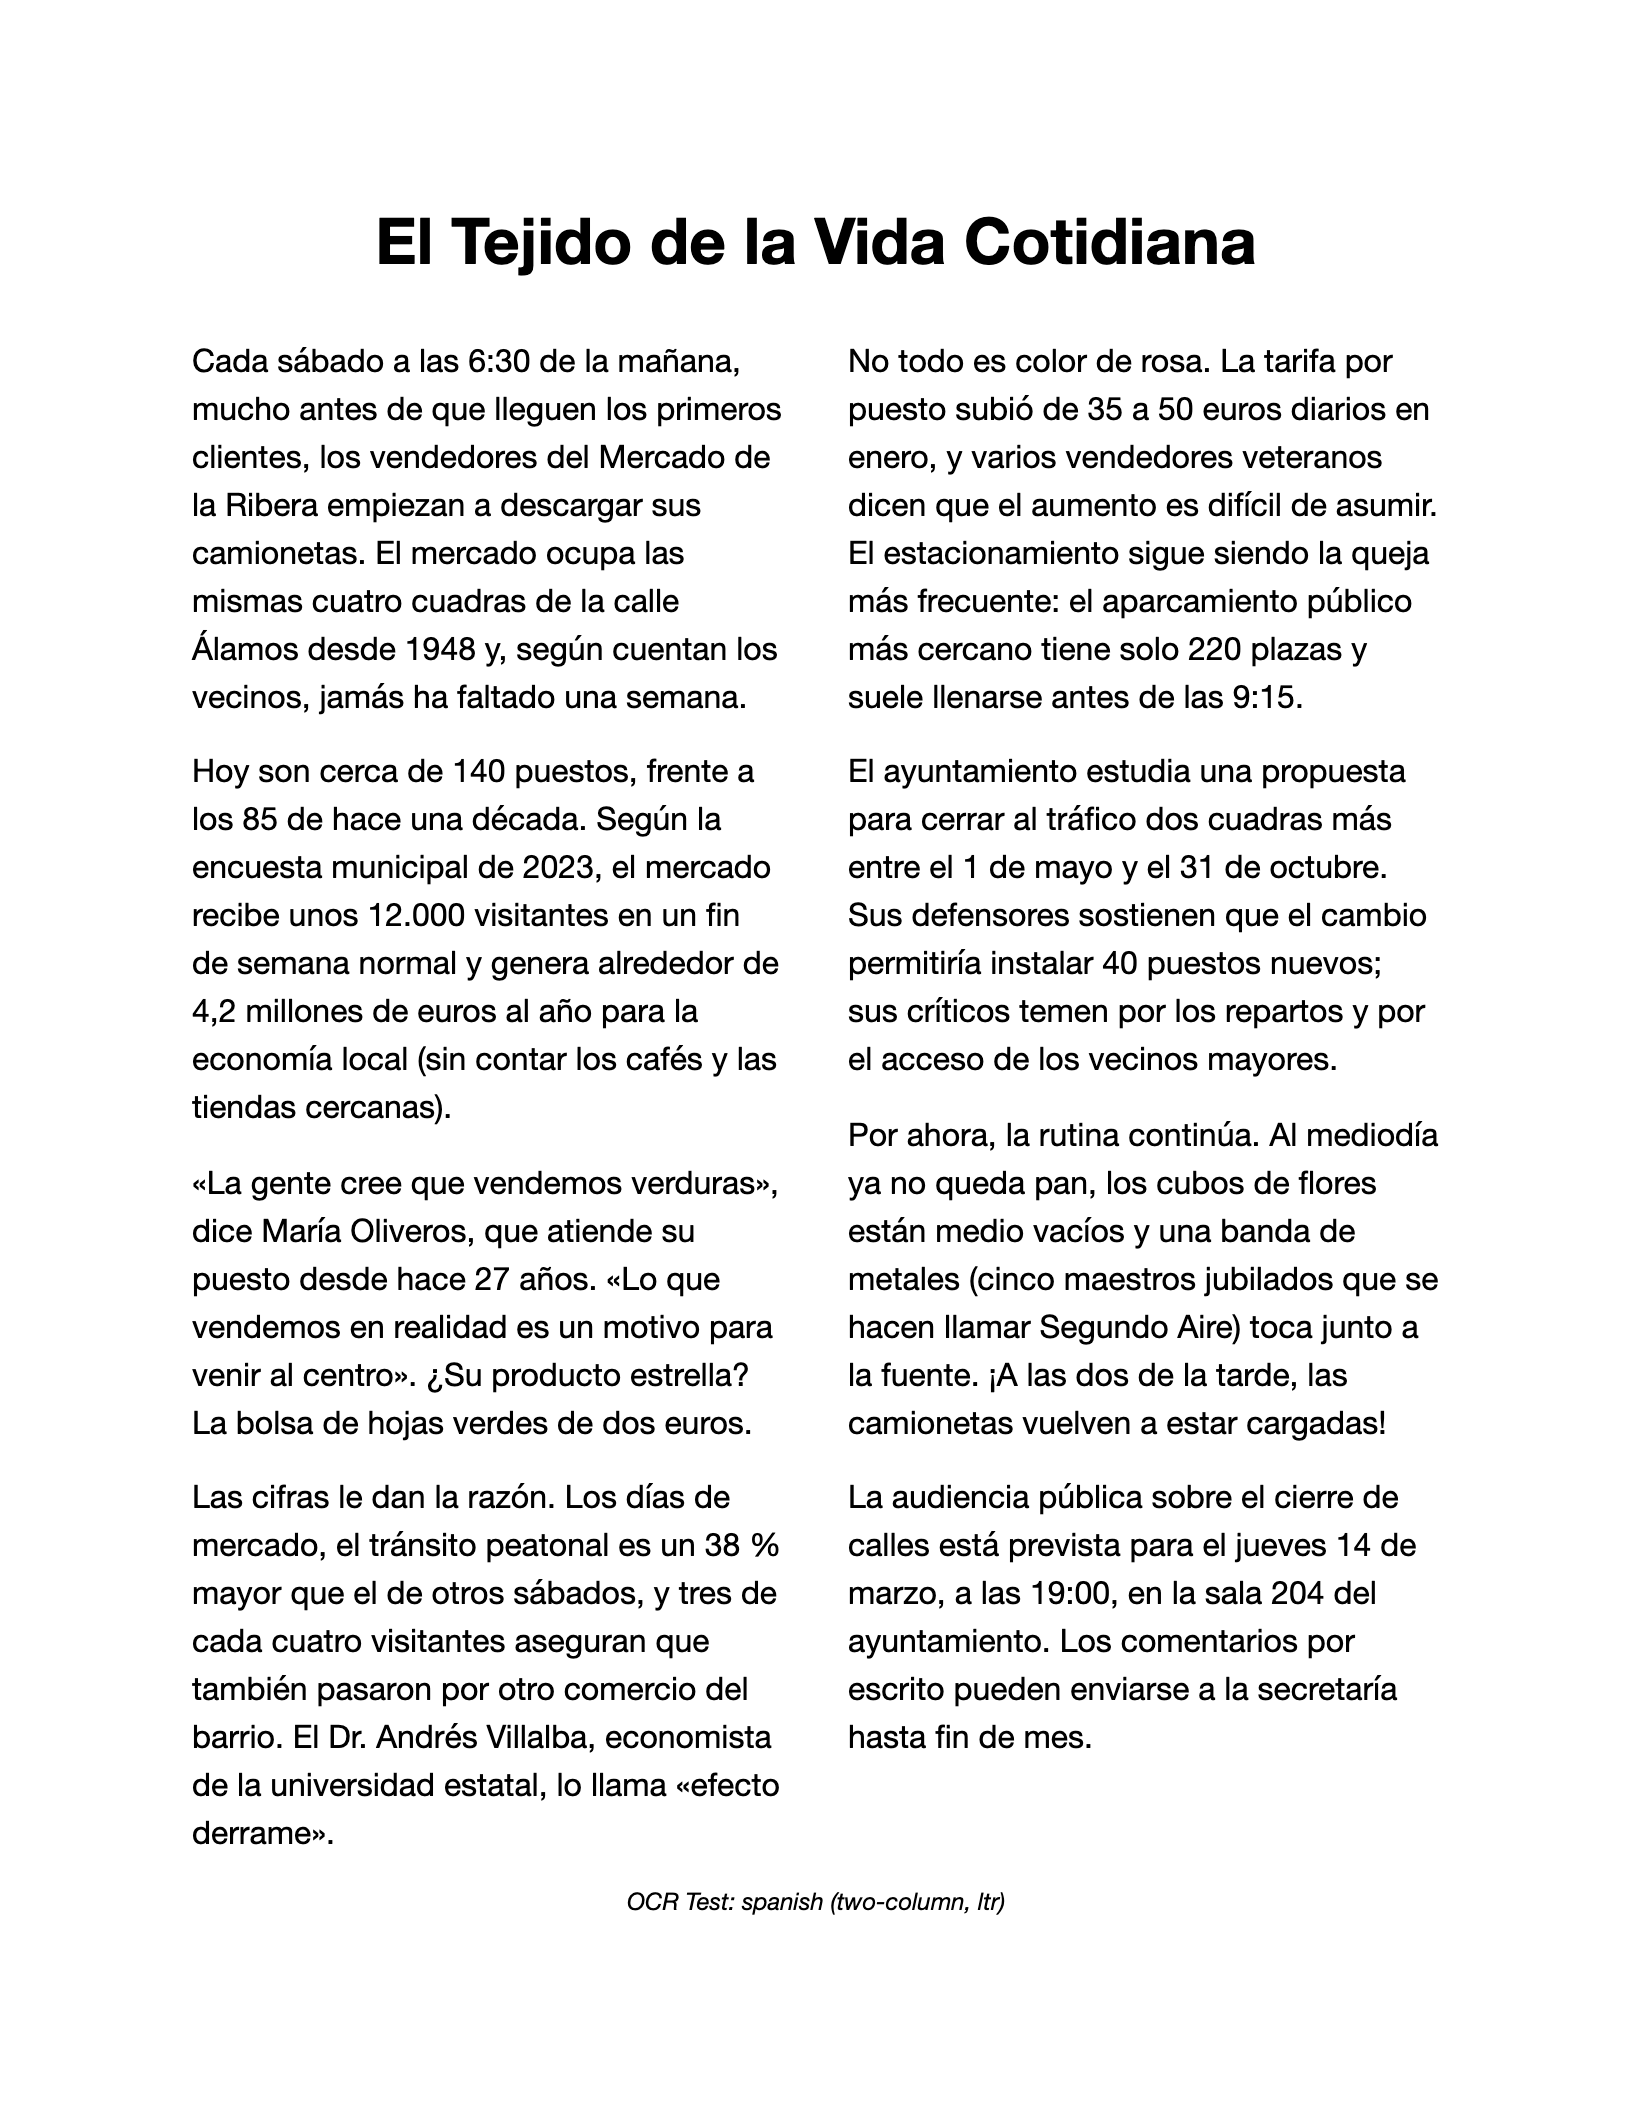 El Tejido de la Vida Cotidiana
Cada sábado a las 6:30 de la mañana,
mucho antes de que lleguen los primeros
clientes, los vendedores del Mercado de
la Ribera empiezan a descargar sus
camionetas. El mercado ocupa las
mismas cuatro cuadras de la calle
Álamos desde 1948 y, según cuentan los
vecinos, jamás ha faltado una semana.
Hoy son cerca de 140 puestos, frente a
los 85 de hace una década. Según la
encuesta municipal de 2023, el mercado
recibe unos 12.000 visitantes en un fin
de semana normal y genera alrededor de
4,2 millones de euros al año para la
economía local (sin contar los cafés y las
tiendas cercanas).
«La gente cree que vendemos verduras»,
dice María Oliveros, que atiende su
puesto desde hace 27 años. «Lo que
vendemos en realidad es un motivo para
venir al centro». ¿Su producto estrella?
La bolsa de hojas verdes de dos euros.
Las cifras le dan la razón. Los días de
mercado, el tránsito peatonal es un 38 %
mayor que el de otros sábados, y tres de
cada cuatro visitantes aseguran que
también pasaron por otro comercio del
barrio. El Dr. Andrés Villalba, economista
de la universidad estatal, lo llama «efecto
derrame».
No todo es color de rosa. La tarifa por
puesto subió de 35 a 50 euros diarios en
enero, y varios vendedores veteranos
dicen que el aumento es difícil de asumir.
El estacionamiento sigue siendo la queja
más frecuente: el aparcamiento público
más cercano tiene solo 220 plazas y
suele llenarse antes de las 9:15.
El ayuntamiento estudia una propuesta
para cerrar al tráfico dos cuadras más
entre el 1 de mayo y el 31 de octubre.
Sus defensores sostienen que el cambio
permitiría instalar 40 puestos nuevos;
sus críticos temen por los repartos y por
el acceso de los vecinos mayores.
Por ahora, la rutina continúa. Al mediodía
ya no queda pan, los cubos de flores
están medio vacíos y una banda de
metales (cinco maestros jubilados que se
hacen llamar Segundo Aire) toca junto a
la fuente. ¡A las dos de la tarde, las
camionetas vuelven a estar cargadas!
La audiencia pública sobre el cierre de
calles está prevista para el jueves 14 de
marzo, a las 19:00, en la sala 204 del
ayuntamiento. Los comentarios por
escrito pueden enviarse a la secretaría
hasta fin de mes.
OCR Test: spanish (two-column, ltr)